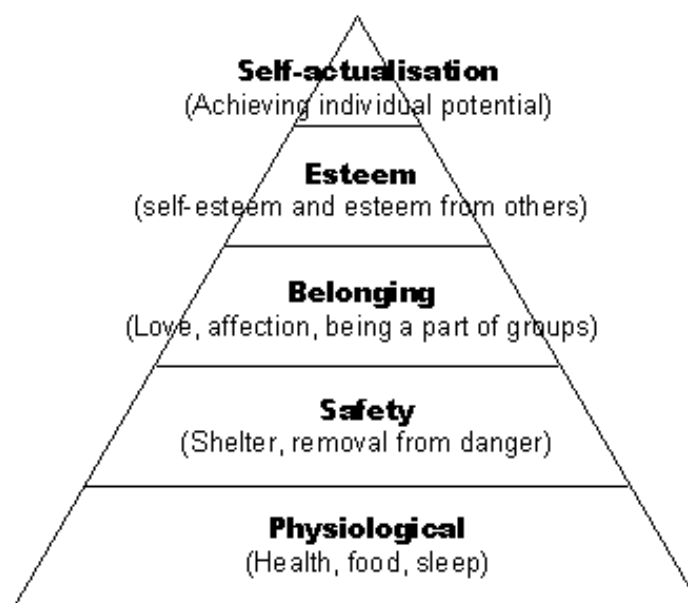 Self-actualisation
(Achieving individual potential)
Esteem
(self-esteem and esteem from others)
Belonging
(Love, affection, being a part of groups)
Safety
(Shelter, removal from danger)
Physiological
(Health, food, sleep)